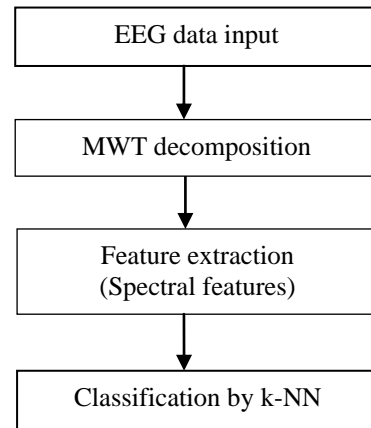 EEG data input
MWT decomposition
Feature extraction
(Spectral features)
Classification by k-NN